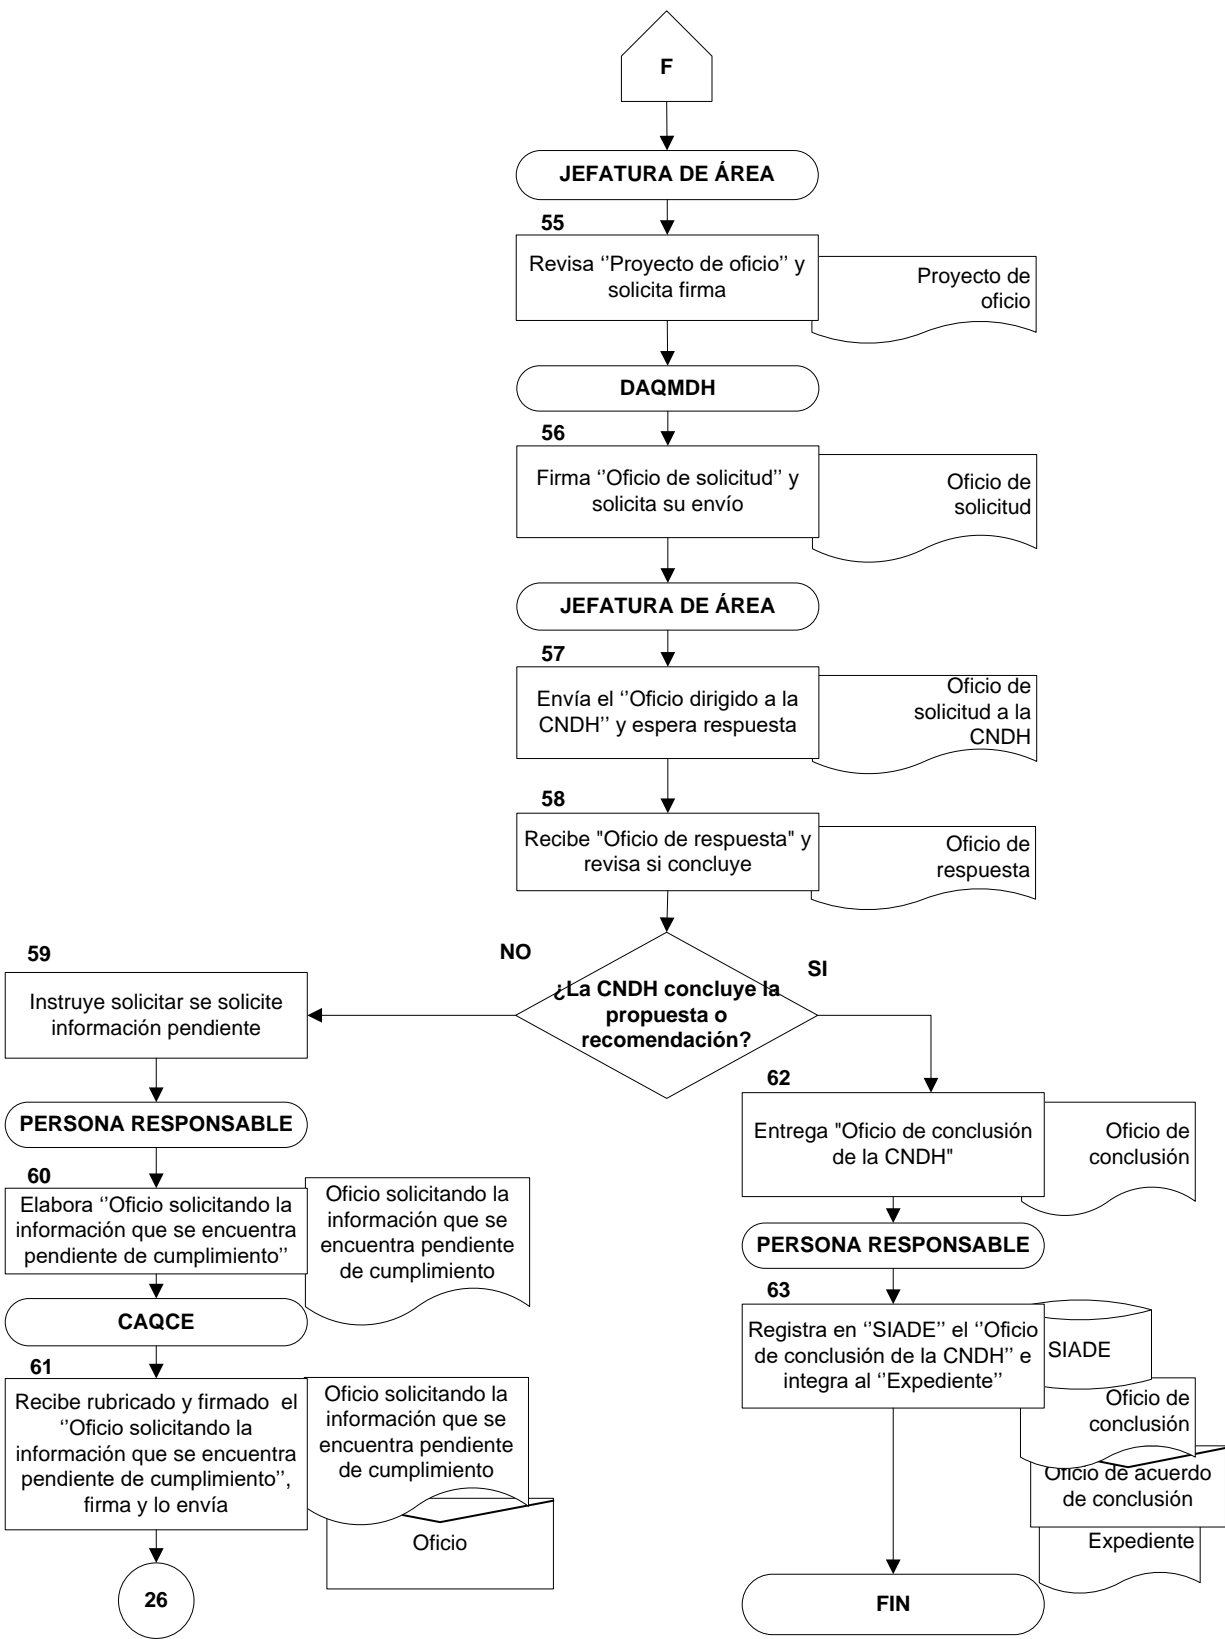 F
JEFATURA DE ÁREA
55
Revisa ‘’Proyecto de oficio’’ y
solicita firma
Proyecto de
oficio
DAQMDH
56
Firma ‘’Oficio de solicitud’’ y
solicita su envío
Oficio de
solicitud
JEFATURA DE ÁREA
57
Envía el ‘’Oficio dirigido a la
CNDH’’ y espera respuesta
Oficio de
solicitud a la
CNDH
58
Recibe "Oficio de respuesta" y
revisa si concluye
Oficio de
respuesta
¿La CNDH concluye la
propuesta o
recomendación?
NO
59
Instruye solicitar se solicite
información pendiente
PERSONA RESPONSABLE
60
Elabora ‘’Oficio solicitando la
información que se encuentra
pendiente de cumplimiento’’
Oficio solicitando la
información que se
encuentra pendiente
de cumplimiento
CAQCE
61
Recibe rubricado y firmado el
‘’Oficio solicitando la
información que se encuentra
pendiente de cumplimiento’’,
firma y lo envía
Oficio solicitando la
información que se
encuentra pendiente
de cumplimiento
Oficio
26
SI
62
Entrega "Oficio de conclusión
de la CNDH"
Oficio de
conclusión
PERSONA RESPONSABLE
63
Registra en ‘’SIADE’’ el ‘’Oficio
de conclusión de la CNDH’’ e
integra al ‘’Expediente’’
SIADE
Oficio de
conclusión
Oficio de acuerdo
de conclusión
Expediente
FIN